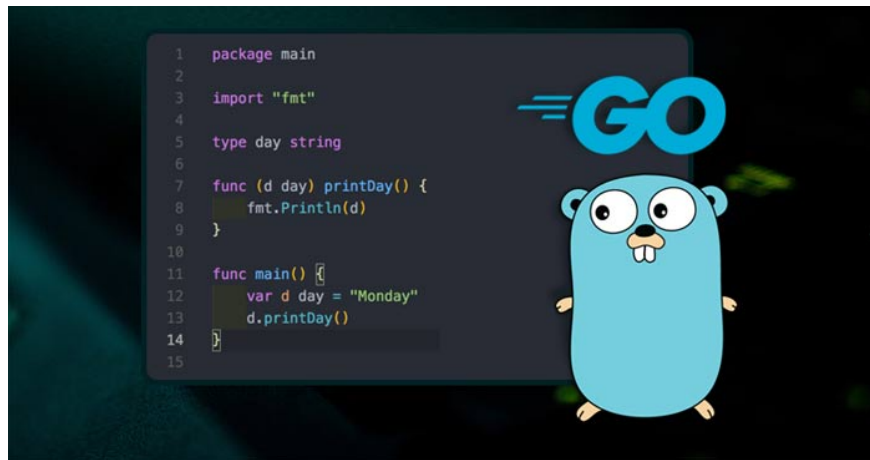 1 package main
2
3 import "fmt"
4
5 type day string
6
7 func (d day) printDay() {
8 fmt.Println(d)
9 }
10
11 func main() {
12 var d day = "Monday"
13 d.printDay()
14 }
15
GO